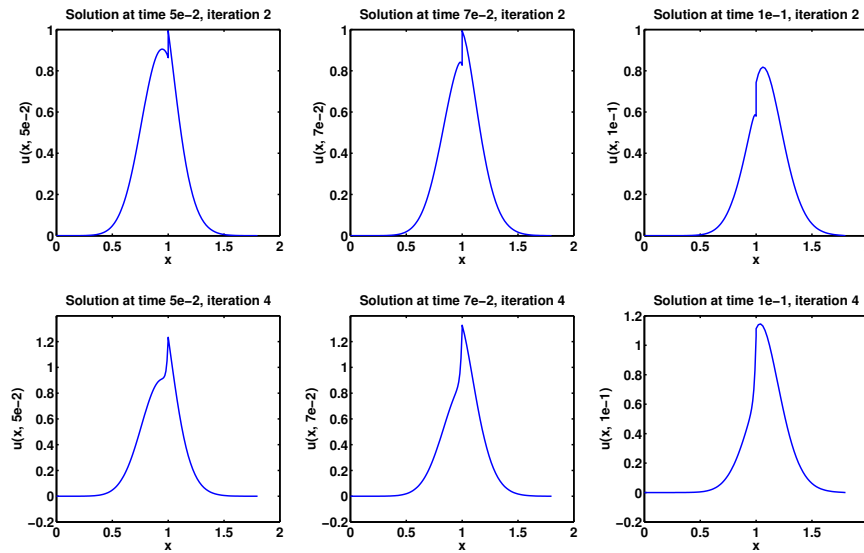 Solution at time 5e−2, iteration 2
1
0.8
0.6
0.4
0.2
0
u(x, 5e−2)
0 0.5 1 1.5 2
x
Solution at time 7e−2, iteration 2
1
0.8
0.6
0.4
0.2
0
u(x, 7e−2)
0 0.5 1 1.5 2
x
Solution at time 1e−1, iteration 2
1
0.8
0.6
0.4
0.2
0
u(x, 1e−1)
0 0.5 1 1.5
x
Solution at time 5e−2, iteration 4
1.2
1
0.8
0.6
0.4
0.2
0
−0.2
u(x, 5e−2)
0 0.5 1 1.5 2
x
Solution at time 7e−2, iteration 4
1.2
1
0.8
0.6
0.4
0.2
0
−0.2
u(x, 7e−2)
0 0.5 1 1.5 2
x
Solution at time 1e−1, iteration 4
1.2
1
0.8
0.6
0.4
0.2
0
−0.2
u(x, 1e−1)
0 0.5 1 1.5
x